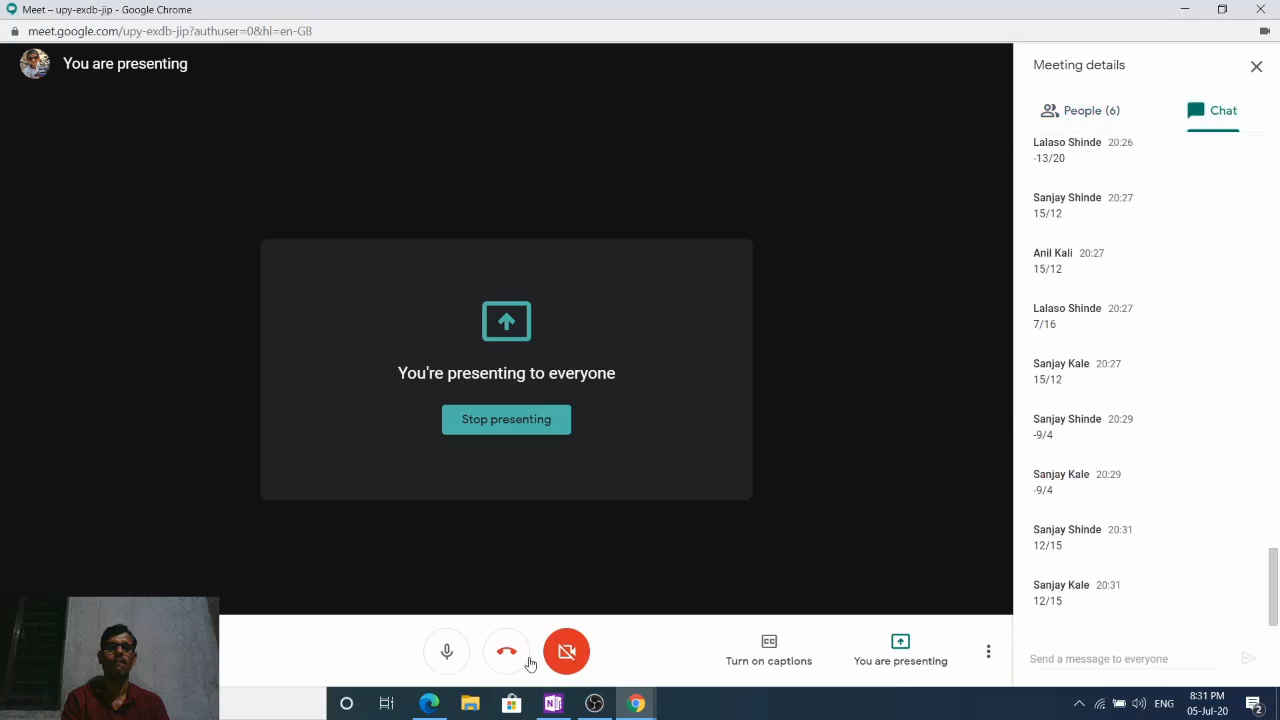 Meet – upy-exdb-jip - Google Chrome
meet.google.com/upy-exdb-jip?authuser=0&hl=en-GB
You are presenting
You're presenting to everyone
Stop presenting
Meeting details
People (6)
Chat
Lalaso Shinde 20:26
-13/20
Sanjay Shinde 20:27
15/12
Anil Kali 20:27
15/12
Lalaso Shinde 20:27
7/16
Sanjay Kale 20:27
15/12
Sanjay Shinde 20:29
-9/4
Sanjay Kale 20:29
-9/4
Sanjay Shinde 20:31
12/15
Sanjay Kale 20:31
12/15
Send a message to everyone
CC
Turn on captions
You are presenting
ENG
8:31 PM
05-Jul-20
2